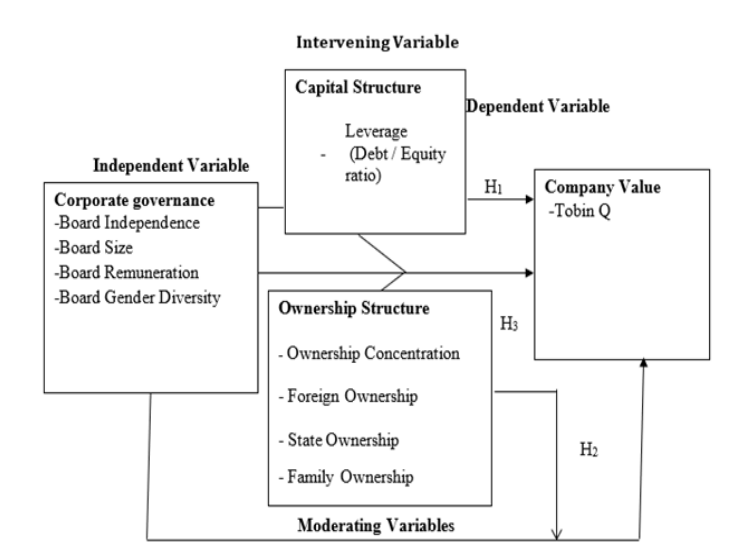 Intervening Variable
Capital Structure
Leverage
- (Debt / Equity
ratio)
Dependent Variable
Independent Variable
Corporate governance
-Board Independence
-Board Size
-Board Remuneration
-Board Gender Diversity
H1
Company Value
-Tobin Q
Ownership Structure
- Ownership Concentration
- Foreign Ownership
- State Ownership
- Family Ownership
H3
H2
Moderating Variables